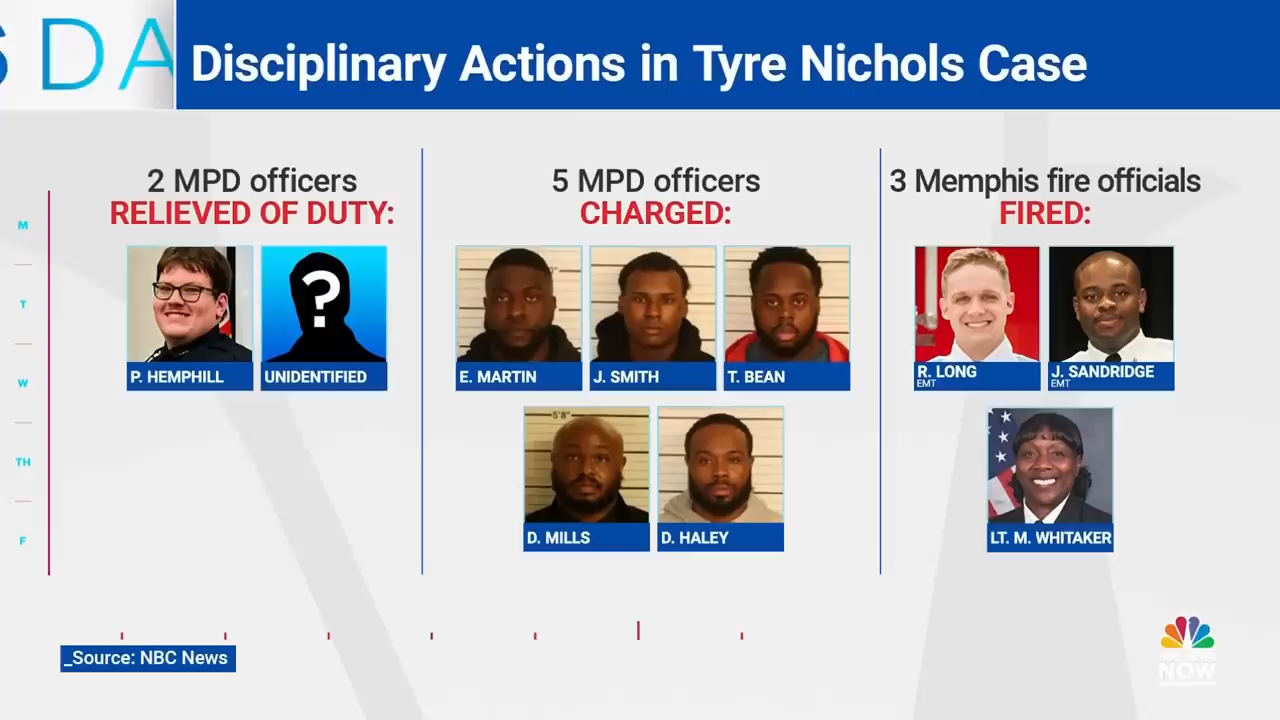 S DA
Disciplinary Actions in Tyre Nichols Case
2 MPD officers
RELIEVED OF DUTY:
P. HEMPHILL
?
UNIDENTIFIED
5 MPD officers
CHARGED:
E. MARTIN
J. SMITH
T. BEAN
5'8"
D. MILLS
D. HALEY
3 Memphis fire officials
FIRED:
R. LONG
EMT
J. SANDRIDGE
EMT
LT. M. WHITAKER
M
T
W
TH
F
_Source: NBC News
NOW